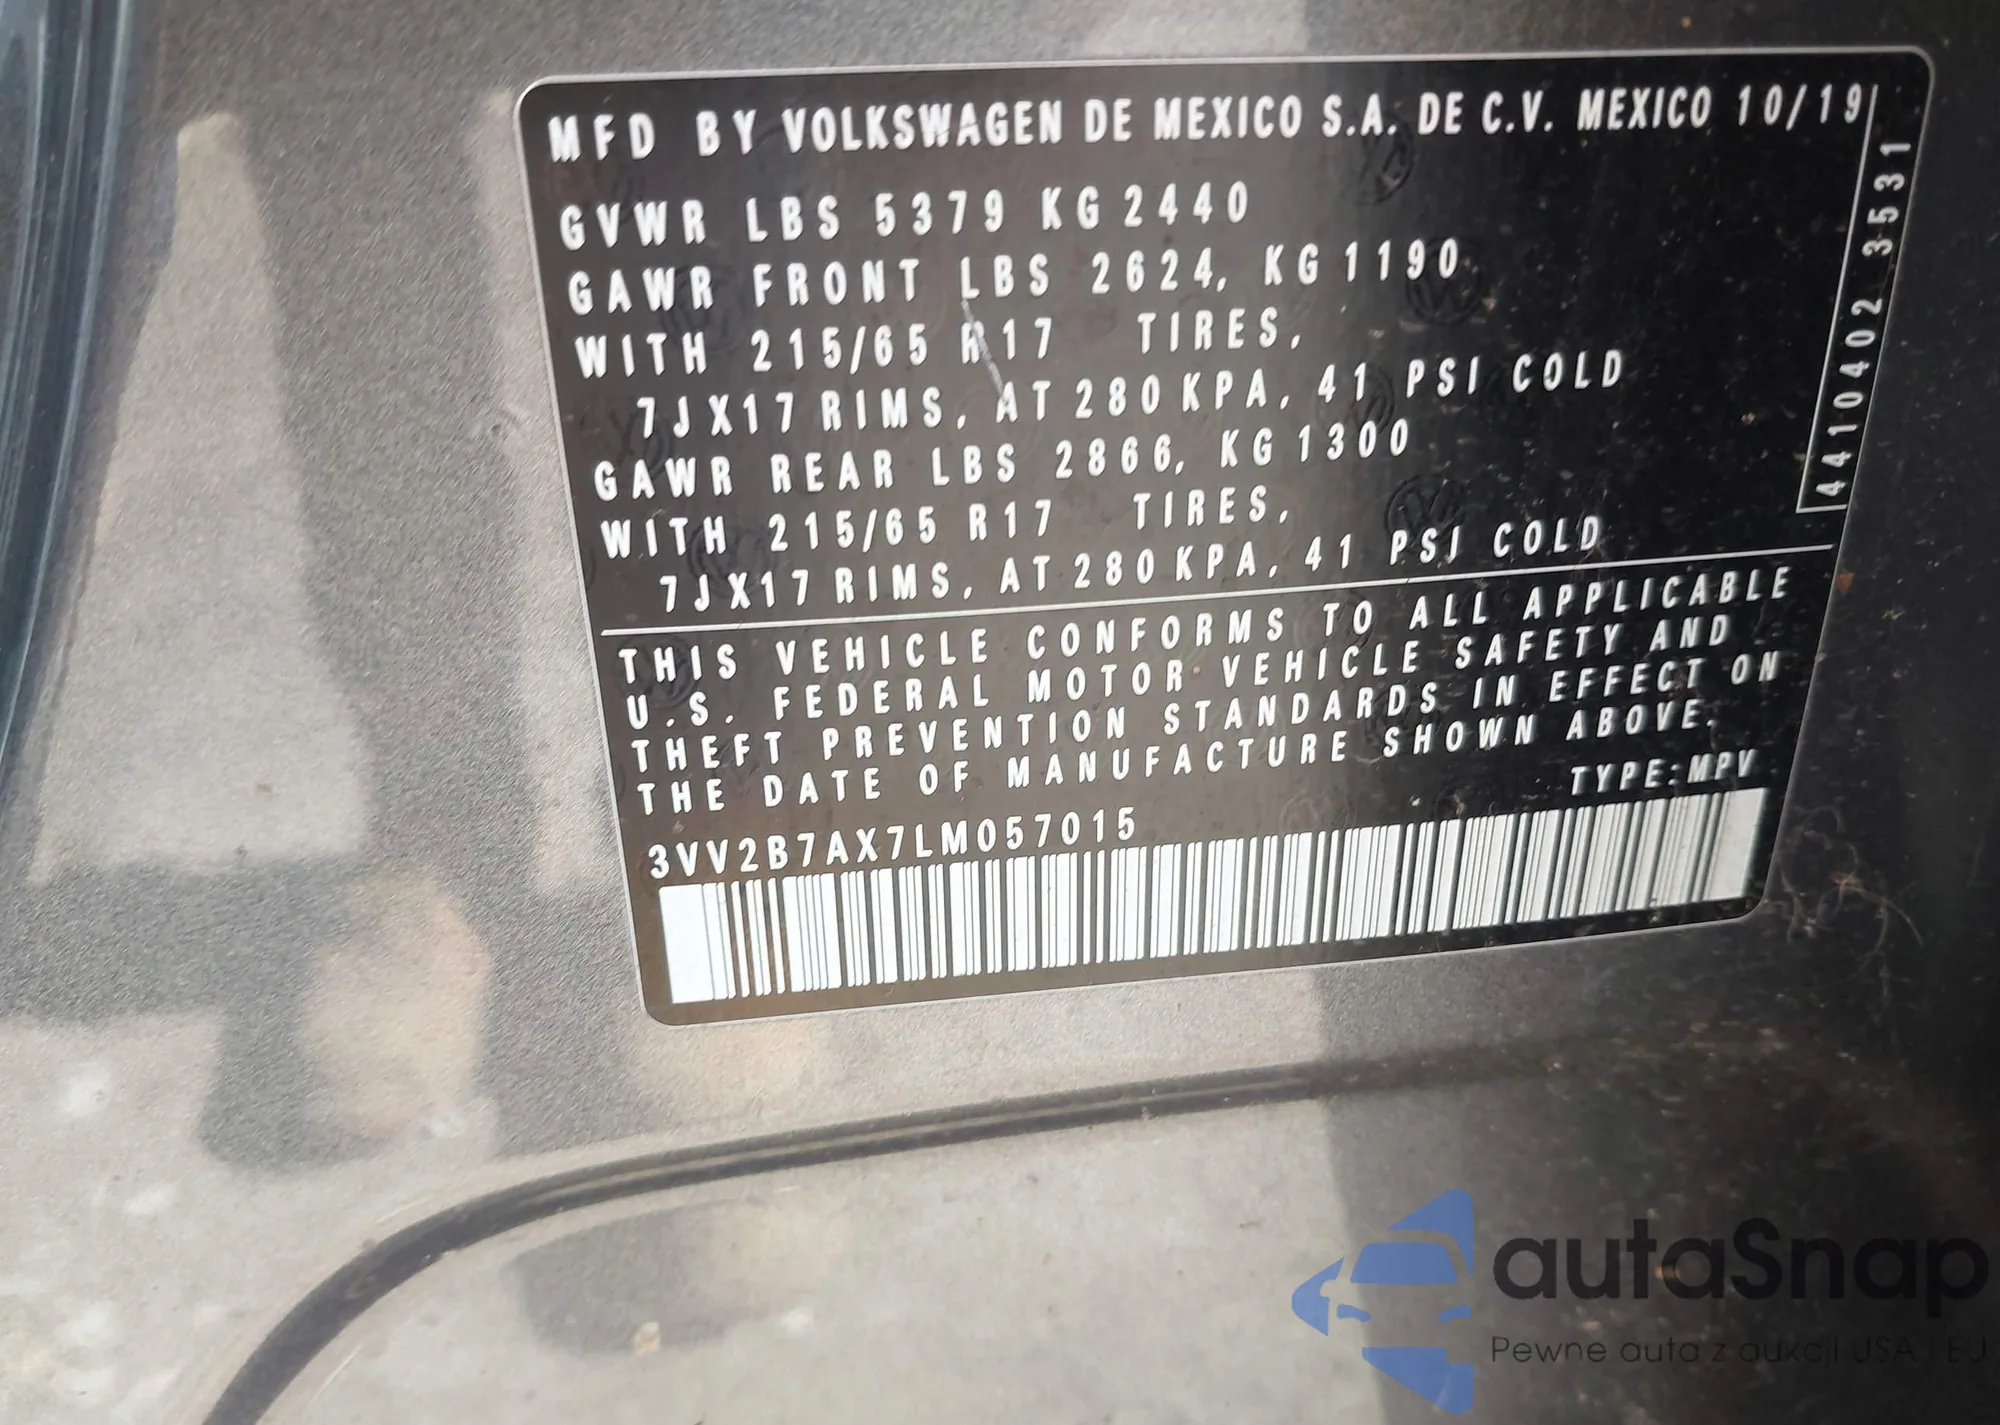 MFD BY VOLKSWAGEN DE MEXICO S.A. DE C.V. MEXICO 10/19
GVWR LBS 5379 KG 2440
GAWR FRONT LBS 2624, KG 1190
WITH 215/65 R17 TIRES,
7JX17 RIMS, AT 280 KPA, 41 PSI COLD
GAWR REAR LBS 2866, KG 1300
WITH 215/65 R17 TIRES,
7JX17 RIMS, AT 280 KPA, 41 PSI COLD
4410402 3531
THIS VEHICLE CONFORMS TO ALL APPLICABLE
U.S. FEDERAL MOTOR VEHICLE SAFETY AND
THEFT PREVENTION STANDARDS IN EFFECT ON
THE DATE OF MANUFACTURE SHOWN ABOVE.
TYPE:MPV
3VV2B7AX7LM057015
autaSnap
Pewne auta z aukcji USA i EU